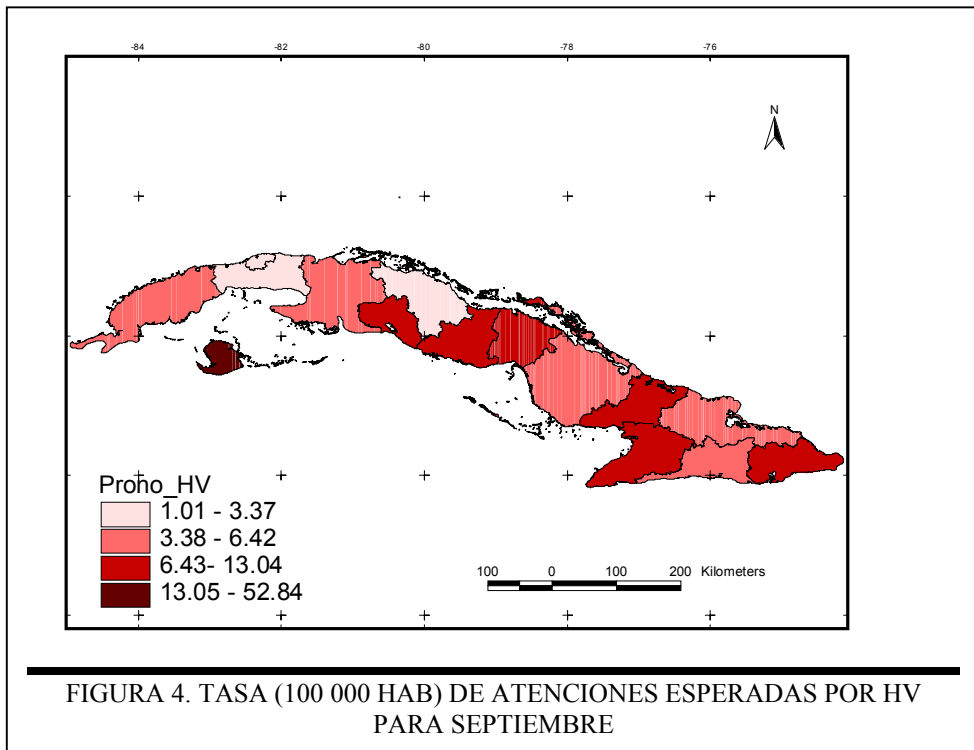 -84 -82 -80 -78 -76
N
Prono_HV
1.01 - 3.37
3.38 - 6.42
6.43- 13.04
13.05 - 52.84
100 0 100 200 Kilometers
FIGURA 4. TASA (100 000 HAB) DE ATENCIONES ESPERADAS POR HV
PARA SEPTIEMBRE